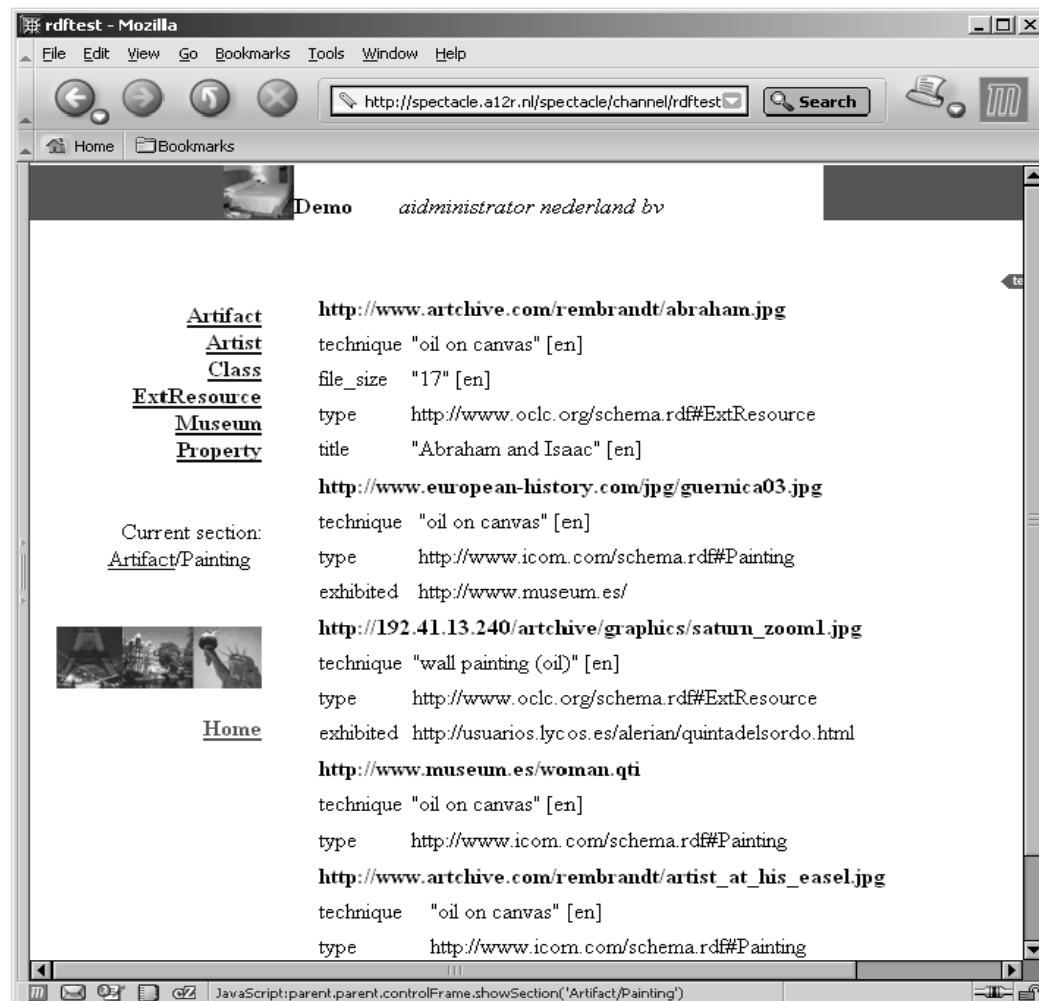 rdftest - Mozilla
File Edit View Go Bookmarks Tools Window Help
http://spectacle.a12r.nl/spectacle/channel/rdftest
Search
Home Bookmarks
Demo aidministrator nederland bv
te
Artifact
Artist
Class
ExtResource
Museum
Property
Current section:
Artifact/Painting
Home
http://www.artchive.com/rembrandt/abraham.jpg
technique "oil on canvas" [en]
file_size "17" [en]
type http://www.oclc.org/schema.rdf#ExtResource
title "Abraham and Isaac" [en]
http://www.european-history.com/jpg/guernica03.jpg
technique "oil on canvas" [en]
type http://www.icom.com/schema.rdf#Painting
exhibited http://www.museum.es/
http://192.41.13.240/artchive/graphics/saturn_zoom1.jpg
technique "wall painting (oil)" [en]
type http://www.oclc.org/schema.rdf#ExtResource
exhibited http://usuarios.lycos.es/alerian/quintadelsordo.html
http://www.museum.es/woman.qti
technique "oil on canvas" [en]
type http://www.icom.com/schema.rdf#Painting
http://www.artchive.com/rembrandt/artist_at_his_easel.jpg
technique "oil on canvas" [en]
type http://www.icom.com/schema.rdf#Painting
JavaScript:parent.parent.controlFrame.showSection('Artifact/Painting')